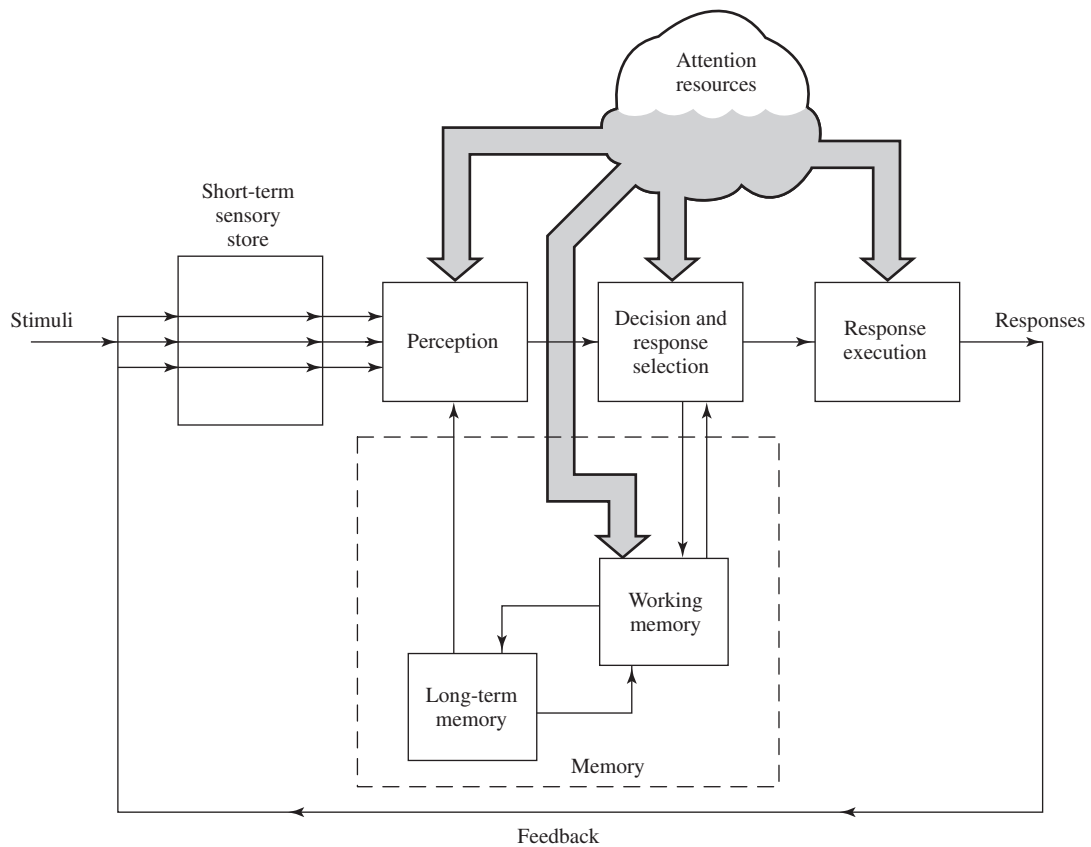 Attention
resources
Short-term
sensory
store
Stimuli
Perception
Decision and
response
selection
Response
execution
Responses
Working
memory
Long-term
memory
Memory
Feedback